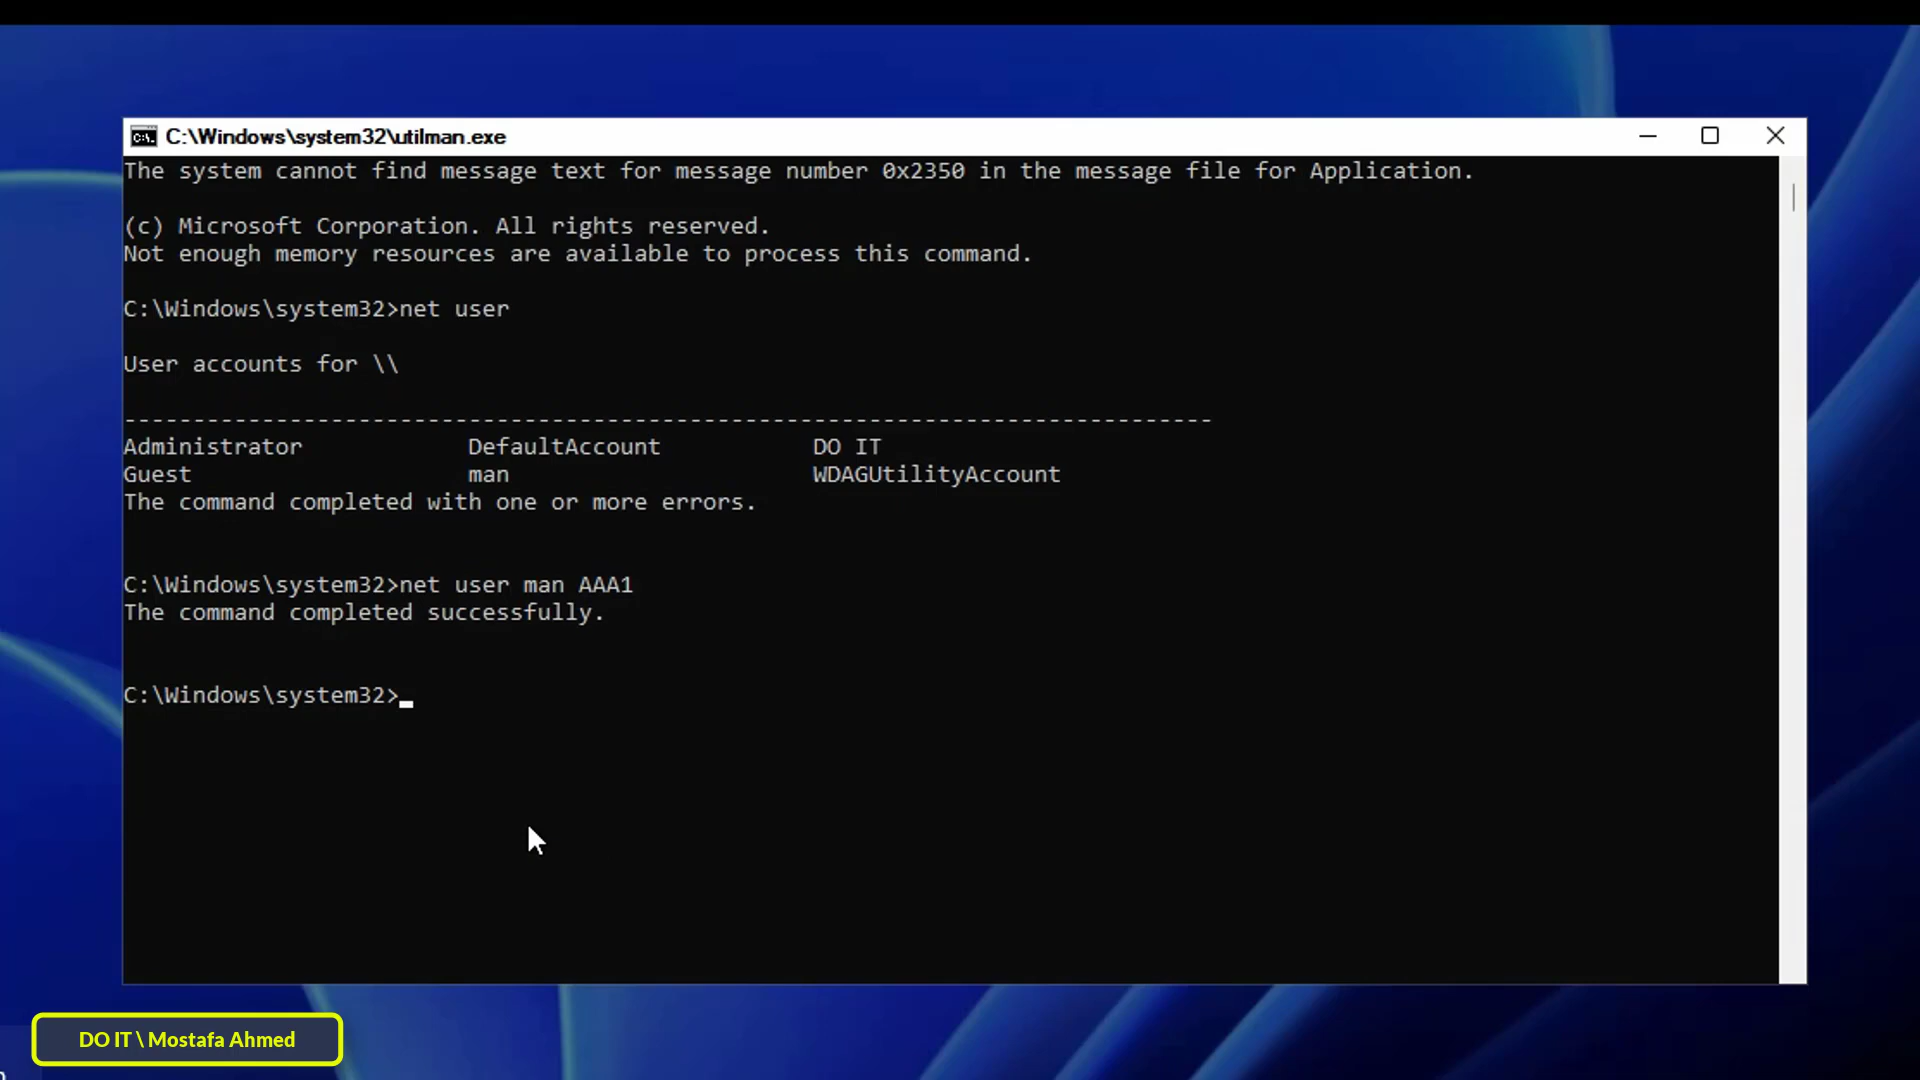 C:\Windows\system32\utilman.exe
The system cannot find message text for message number 0x2350 in the message file for Application.
(c) Microsoft Corporation. All rights reserved.
Not enough memory resources are available to process this command.
C:\Windows\system32>net user
User accounts for \\
-------------------------------------------------------------------------------
Administrator            DefaultAccount           DO IT
Guest                    man                      WDAGUtilityAccount
The command completed with one or more errors.
C:\Windows\system32>net user man AAA1
The command completed successfully.
C:\Windows\system32>
DO IT \ Mostafa Ahmed